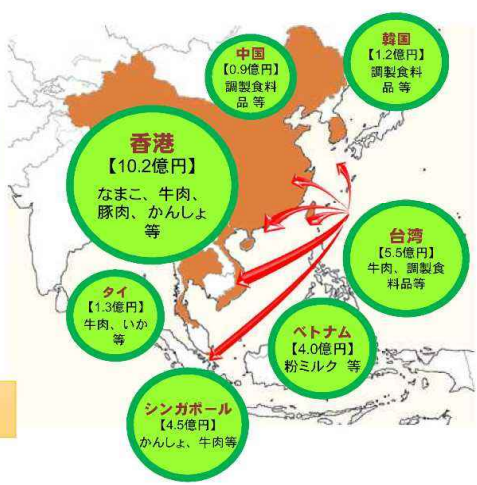 中国
【0.9億円】
調製食料
品 等
韓国
【1.2億円】
調製食料
品 等
香港
【10.2億円】
なまこ、牛肉、
豚肉、かんしょ
等
台湾
【5.5億円】
牛肉、調製食
料品等
タイ
【1.3億円】
牛肉、いか
等
ベトナム
【4.0億円】
粉ミルク 等
シンガポール
【4.5億円】
かんしょ、牛肉等